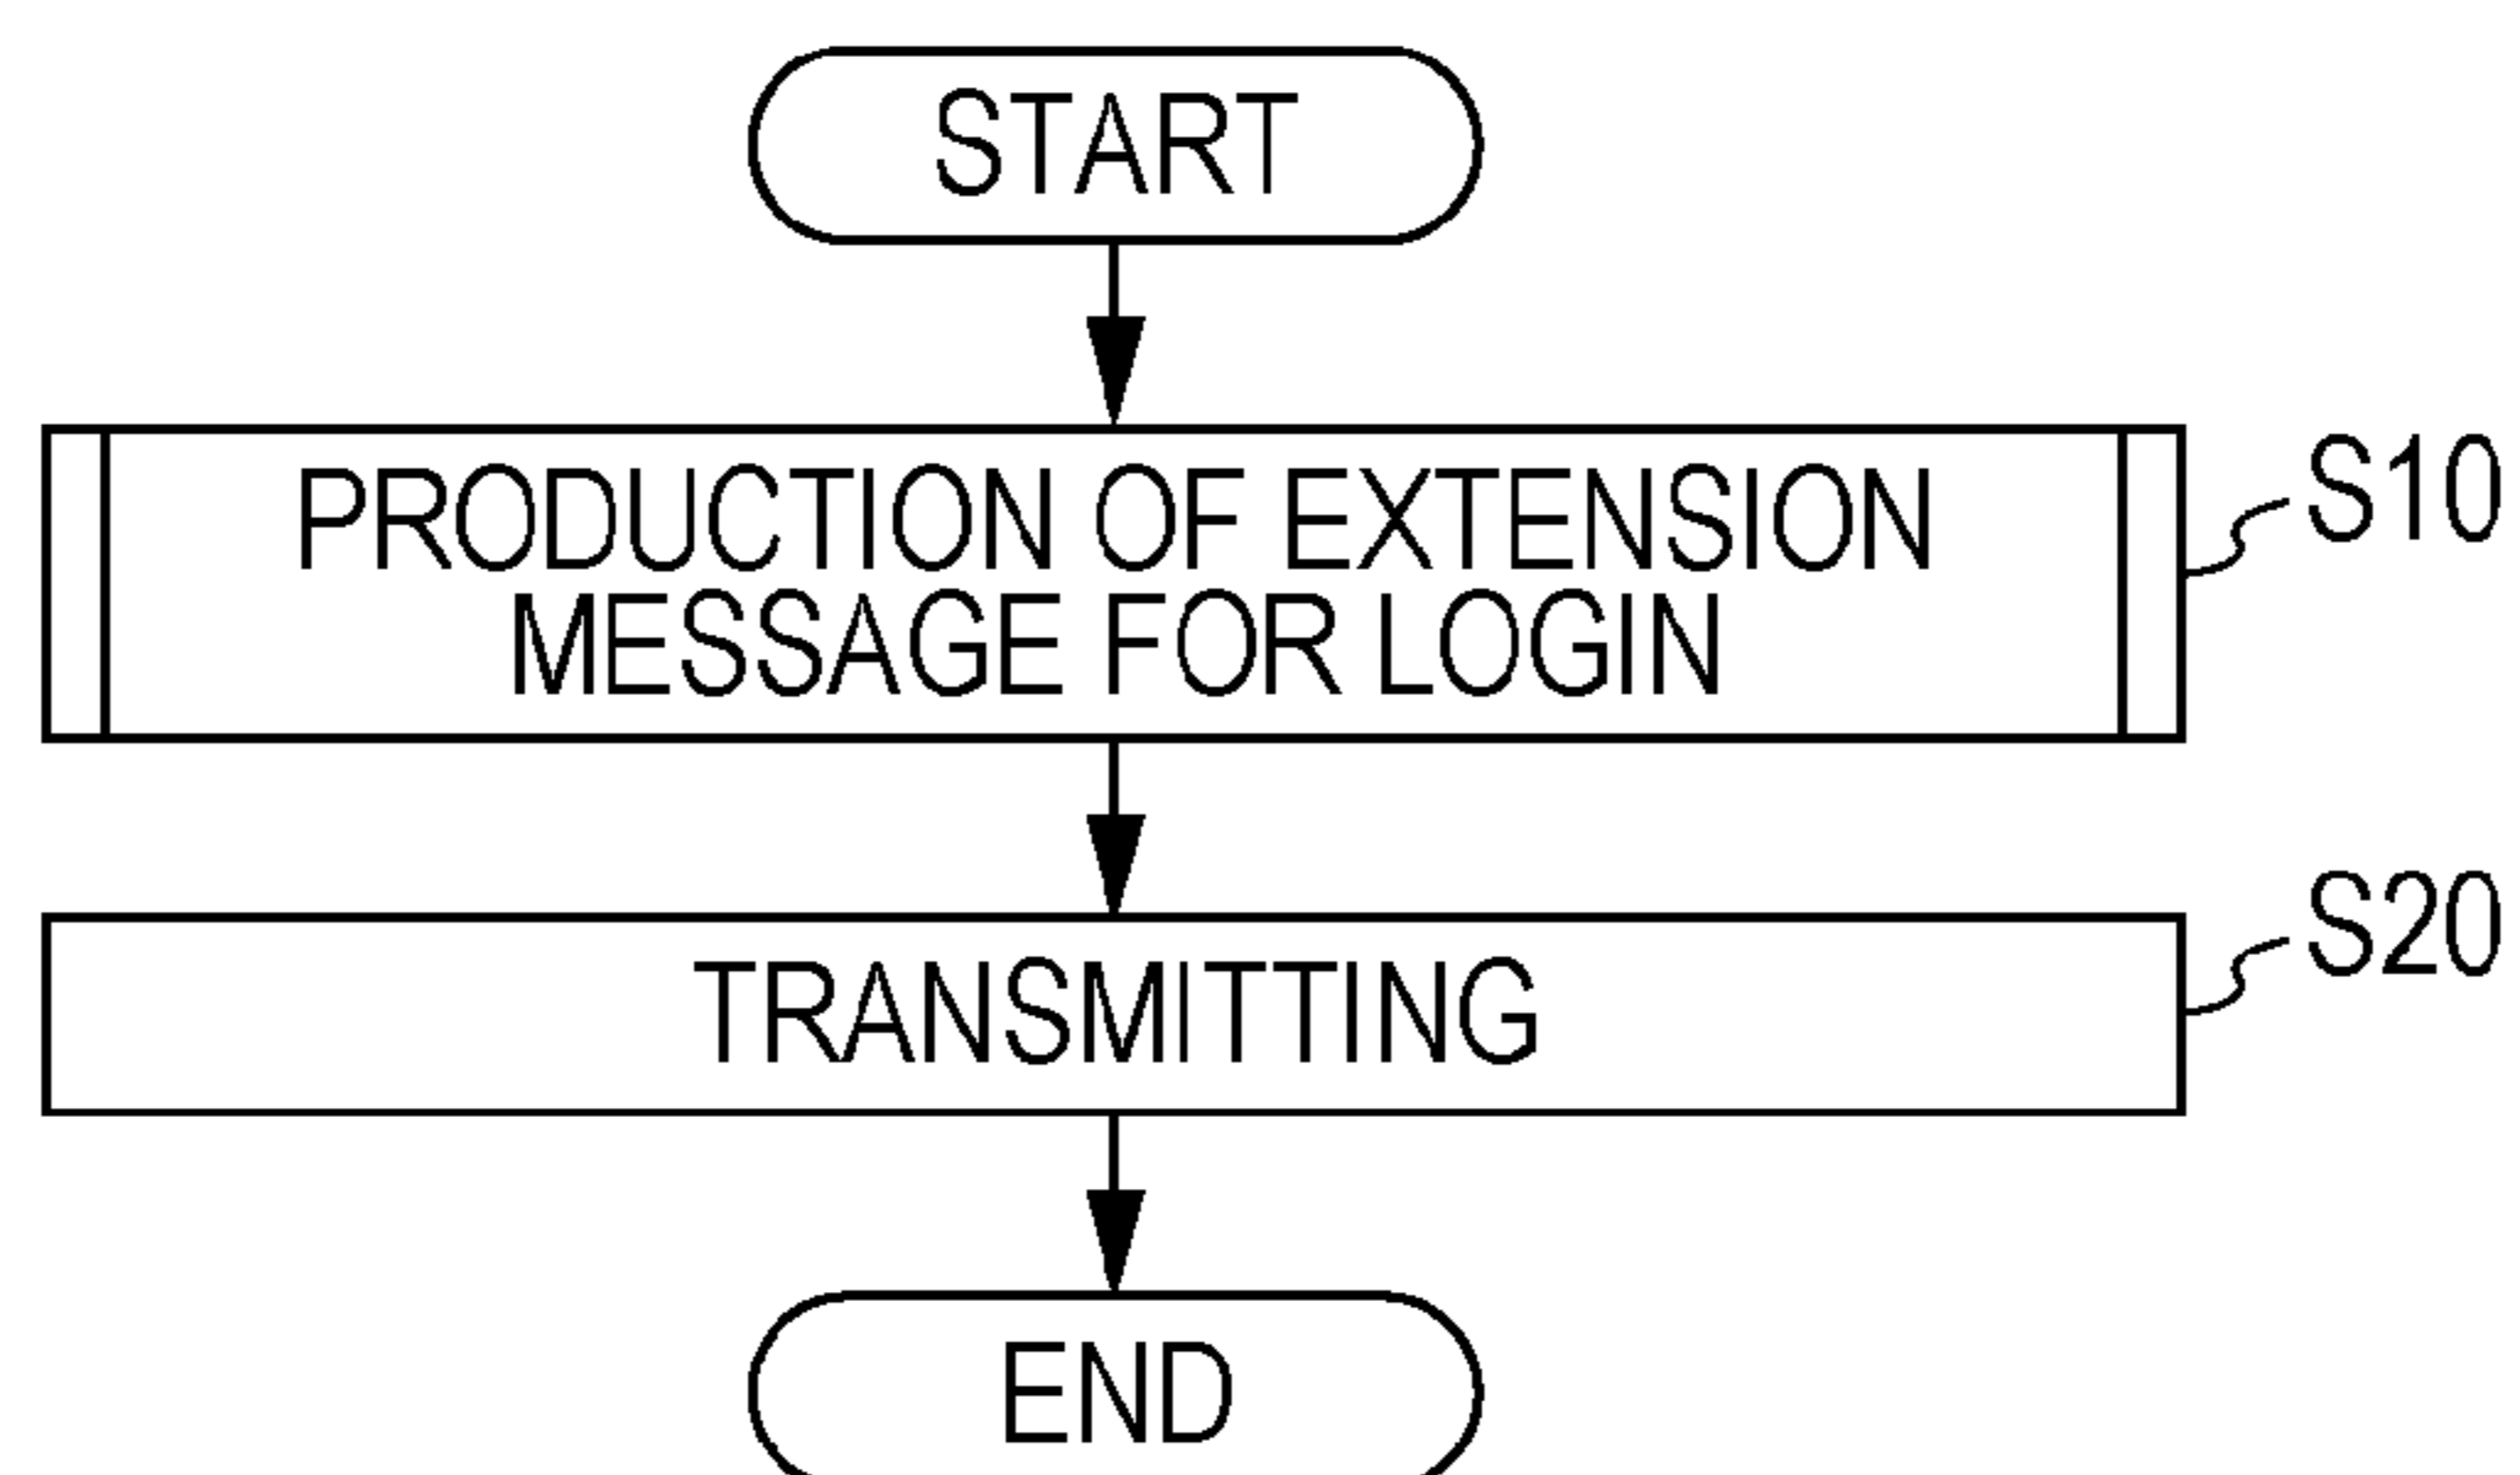 START
PRODUCTION OF EXTENSION
MESSAGE FOR LOGIN
S10
TRANSMITTING
S20
END